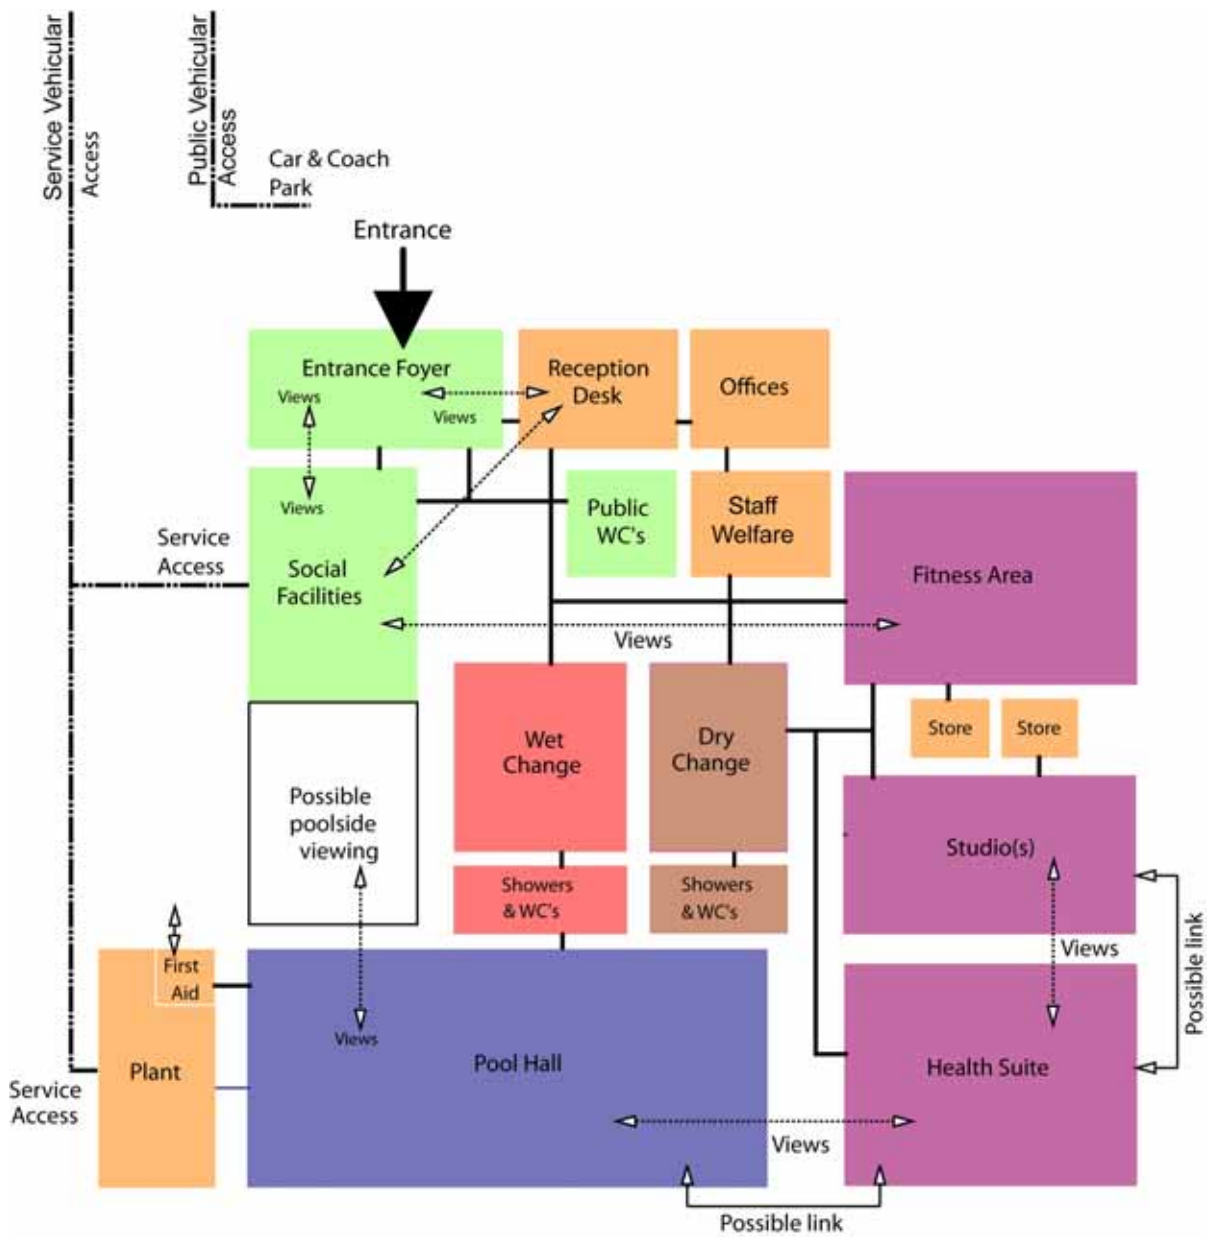 Service Vehicular
Access
Public Vehicular
Access
Car & Coach
Park
Entrance
Entrance Foyer
Views
Views
Reception
Desk
Offices
Views
Public
WC's
Staff
Welfare
Service
Access
Social
Facilities
Fitness Area
Views
Wet
Change
Dry
Change
Store
Store
Possible
poolside
viewing
Studio(s)
Showers
& WC's
Showers
& WC's
Views
Possible link
First
Aid
Views
Plant
Pool Hall
Health Suite
Service
Access
Views
Possible link